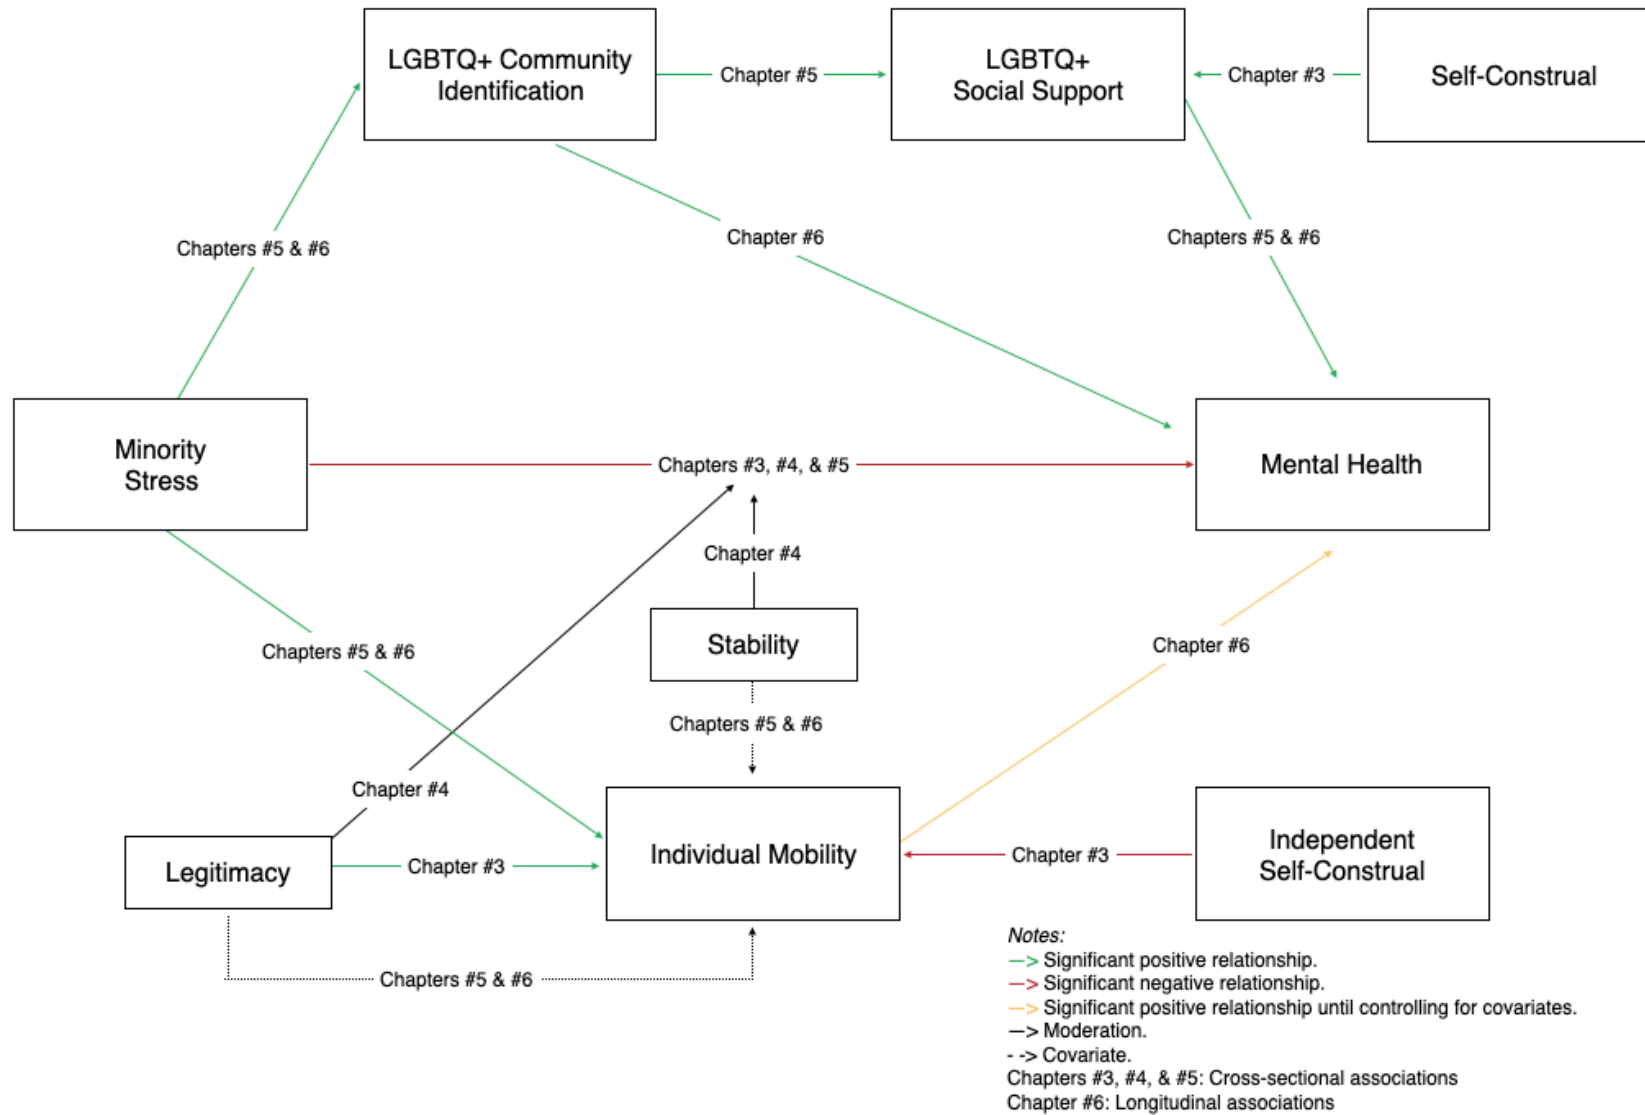 LGBTQ+ Community
Identification
Chapter #5
LGBTQ+
Social Support
Chapter #3
Self-Construal
Chapters #5 & #6
Chapter #6
Chapters #5 & #6
Minority
Stress
Chapters #3, #4, & #5
Mental Health
Chapter #4
Stability
Chapters #5 & #6
Chapter #6
Chapters #5 & #6
Chapter #4
Legitimacy
Chapter #3
Individual Mobility
Chapter #3
Independent
Self-Construal
Chapters #5 & #6
Notes:
—> Significant positive relationship.
—> Significant negative relationship.
—> Significant positive relationship until controlling for covariates.
—> Moderation.
- -> Covariate.
Chapters #3, #4, & #5: Cross-sectional associations
Chapter #6: Longitudinal associations